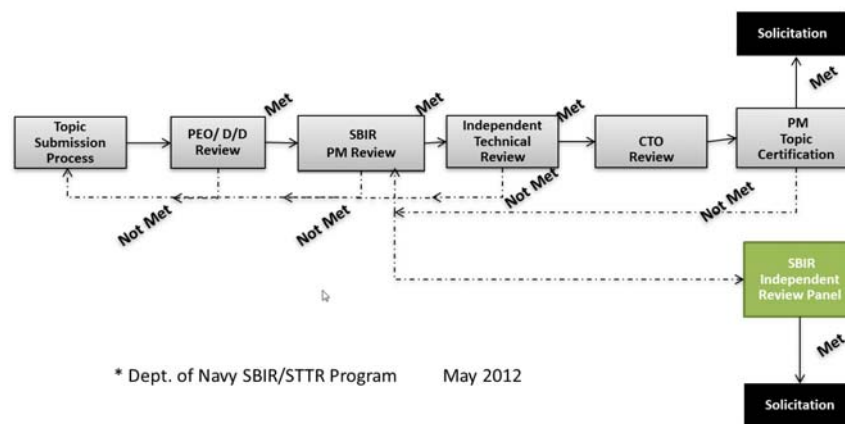 Solicitation
Met
Topic
Submission
Process
PEO/ D/D
Review
Met
SBIR
PM Review
Met
Independent
Technical
Review
Met
CTO
Review
PM
Topic
Certification
Not Met
Not Met
Not Met
Not Met
SBIR
Independent
Review Panel
Met
* Dept. of Navy SBIR/STTR Program May 2012
Solicitation